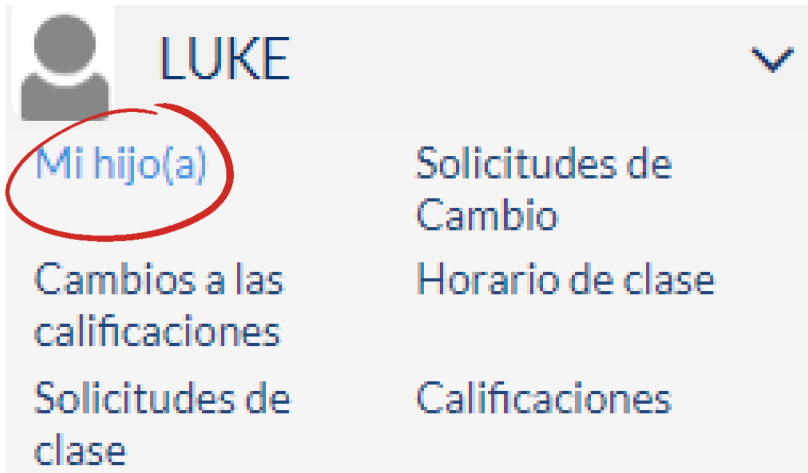 LUKE
Mi hijo(a)
Solicitudes de
Cambio
Cambios a las
calificaciones
Horario de clase
Solicitudes de
clase
Calificaciones